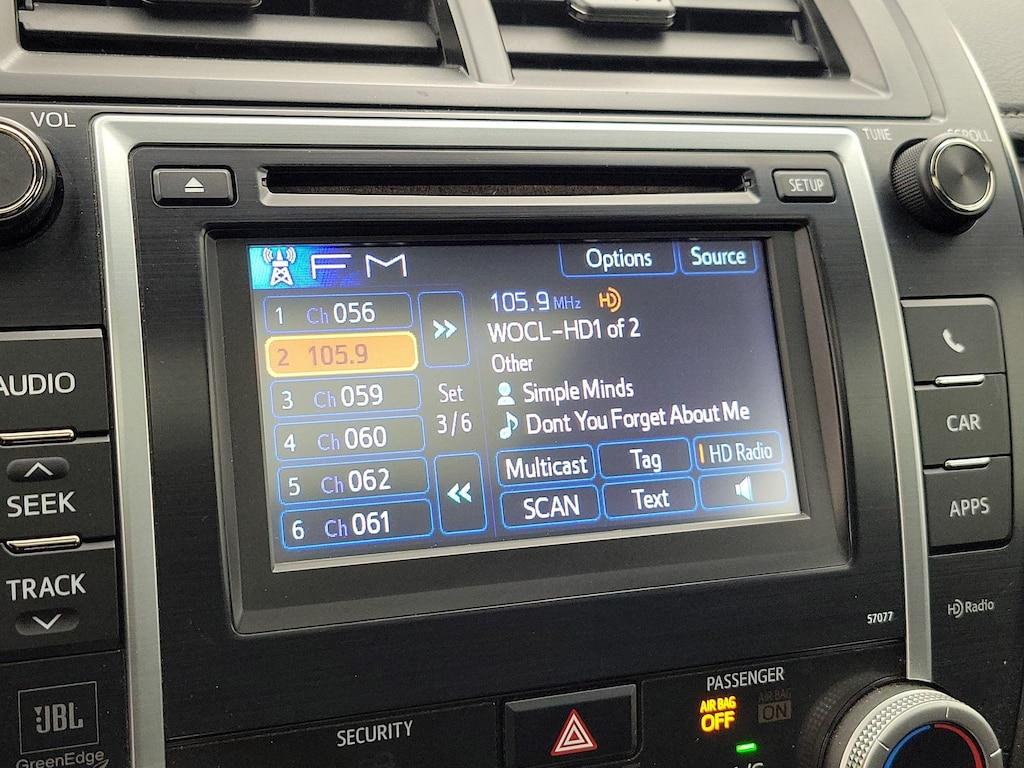 VOL
TUNE
SCROLL
SETUP
FM
Options
Source
1 Ch 056
2 105.9
3 Ch 059
4 Ch 060
5 Ch 062
6 Ch 061
Set
3/6
105.9 MHz HD
WOCL-HD1 of 2
Other
Simple Minds
Dont You Forget About Me
Multicast
Tag
HD Radio
SCAN
Text
AUDIO
SEEK
TRACK
CAR
APPS
57077
HD Radio
JBL
GreenEdge
SECURITY
PASSENGER
AIR BAG
OFF
AIR BAG
ON